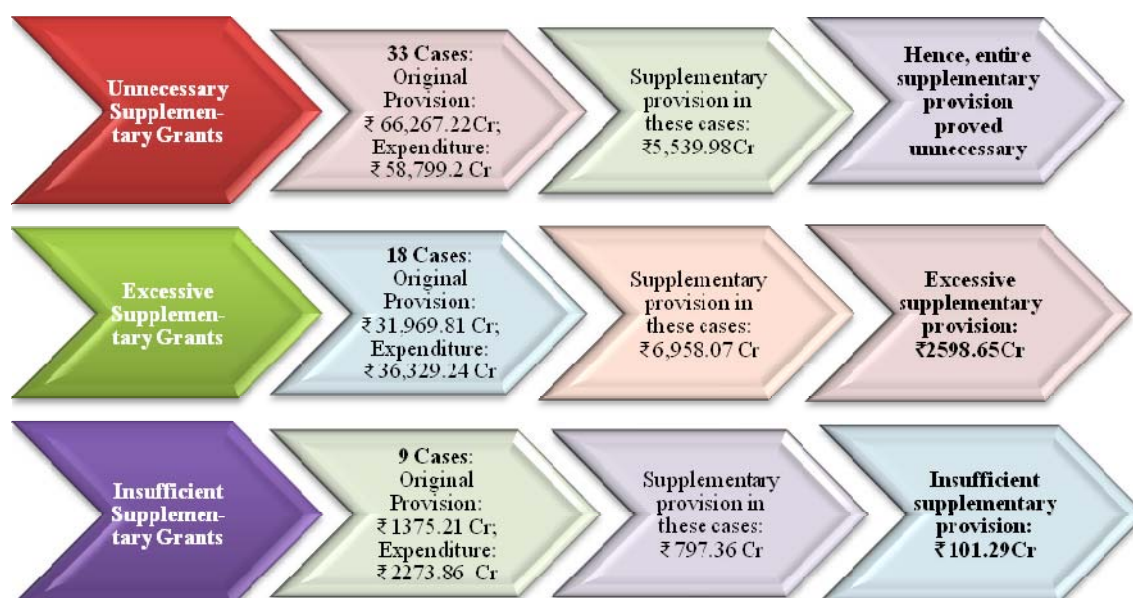 Unnecessary
Supplemen-
tary Grants
33 Cases:
Original
Provision:
₹ 66,267.22Cr;
Expenditure:
₹ 58,799.2 Cr
Supplementary
provision in
these cases:
₹5,539.98Cr
Hence, entire
supplementary
provision
proved
unnecessary
Excessive
Supplemen-
tary Grants
18 Cases:
Original
Provision:
₹ 31.969.81 Cr;
Expenditure:
₹ 36,329.24 Cr
Supplementary
provision in
these cases:
₹6,958.07 Cr
Excessive
supplementary
provision:
₹2598.65Cr
Insufficient
Supplemen-
tary Grants
9 Cases:
Original
Provision:
₹1375.21 Cr;
Expenditure:
₹ 2273.86 Cr
Supplementary
provision in
these cases:
₹ 797.36 Cr
Insufficient
supplementary
provision:
₹ 101.29Cr